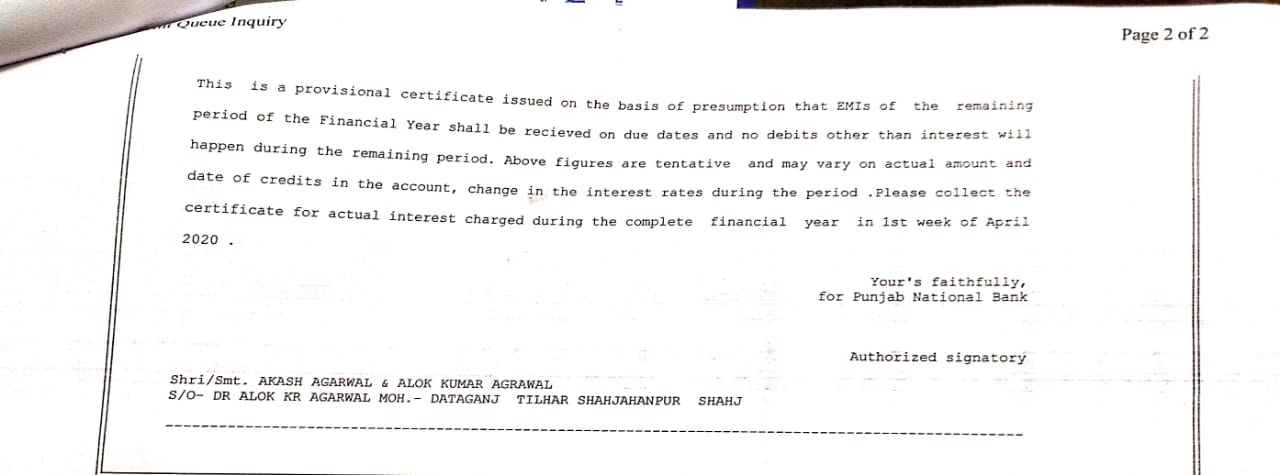 Queue Inquiry
Page 2 of 2
This is a provisional certificate issued on the basis of presumption that EMIs of the remaining
period of the Financial Year shall be recieved on due dates and no debits other than interest will
happen during the remaining period. Above figures are tentative and may vary on actual amount and
date of credits in the account, change in the interest rates during the period .Please collect the
certificate for actual interest charged during the complete financial year in 1st week of April
2020 .
Your's faithfully,
for Punjab National Bank
Authorized signatory
Shri/Smt. AKASH AGARWAL & ALOK KUMAR AGRAWAL
S/O- DR ALOK KR AGARWAL MOH.- DATAGANJ TILHAR SHAHJAHANPUR SHAHJ